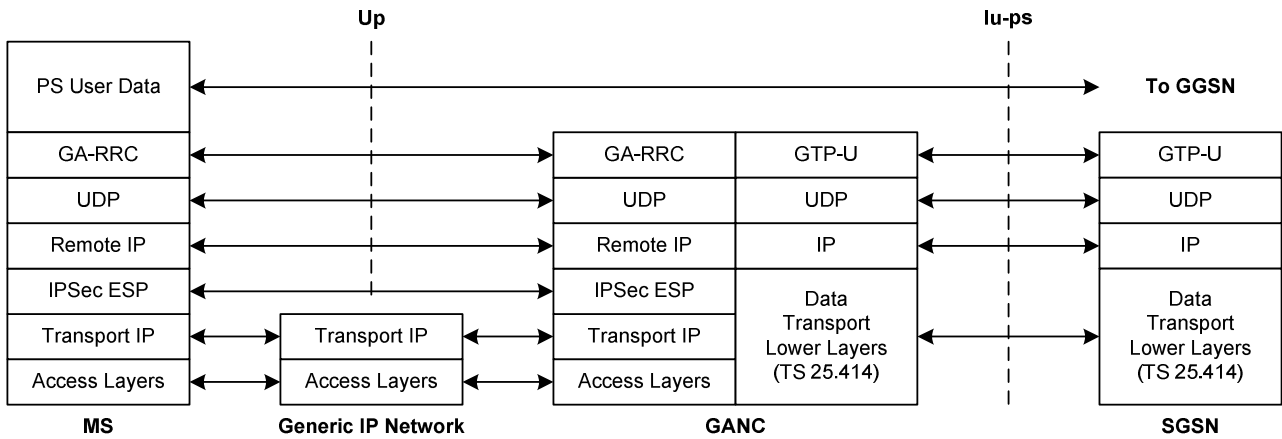 Up
Iu-ps
PS User Data
To GGSN
GA-RRC
GA-RRC
GTP-U
GTP-U
UDP
UDP
UDP
UDP
Remote IP
Remote IP
IP
IP
IPSec ESP
IPSec ESP
Data
Transport
Lower Layers
(TS 25.414)
Data
Transport
Lower Layers
(TS 25.414)
Transport IP
Transport IP
Transport IP
Access Layers
Access Layers
Access Layers
MS
Generic IP Network
GANC
SGSN